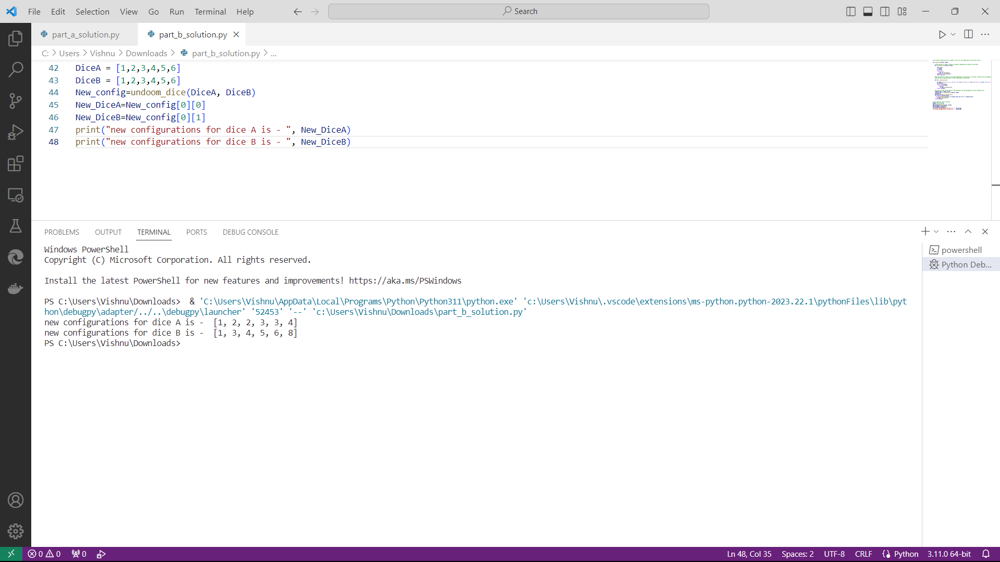 File Edit Selection View Go Run Terminal Help Search
part_a_solution.py part_b_solution.py
C: > Users > Vishnu > Downloads > part_b_solution.py > ...
42 DiceA = [1,2,3,4,5,6]
43 DiceB = [1,2,3,4,5,6]
44 New_config=undoom_dice(DiceA, DiceB)
45 New_DiceA=New_config[0][0]
46 New_DiceB=New_config[0][1]
47 print("new configurations for dice A is - ", New_DiceA)
48 print("new configurations for dice B is - ", New_DiceB)
PROBLEMS OUTPUT TERMINAL PORTS DEBUG CONSOLE
Windows PowerShell
Copyright (C) Microsoft Corporation. All rights reserved.
Install the latest PowerShell for new features and improvements! https://aka.ms/PSWindows
PS C:\Users\Vishnu\Downloads>  & 'C:\Users\Vishnu\AppData\Local\Programs\Python\Python311\python.exe' 'c:\Users\Vishnu\.vscode\extensions\ms-python.python-2023.22.1\pythonFiles\lib\pyt
hon\debugpy\adapter/../..\debugpy\launcher' '52453' '--' 'c:\Users\Vishnu\Downloads\part_b_solution.py'
new configurations for dice A is -  [1, 2, 2, 3, 3, 4]
new configurations for dice B is -  [1, 3, 4, 5, 6, 8]
PS C:\Users\Vishnu\Downloads>
powershell
Python Deb...
0 0 0 Ln 48, Col 35 Spaces: 2 UTF-8 CRLF Python 3.11.0 64-bit